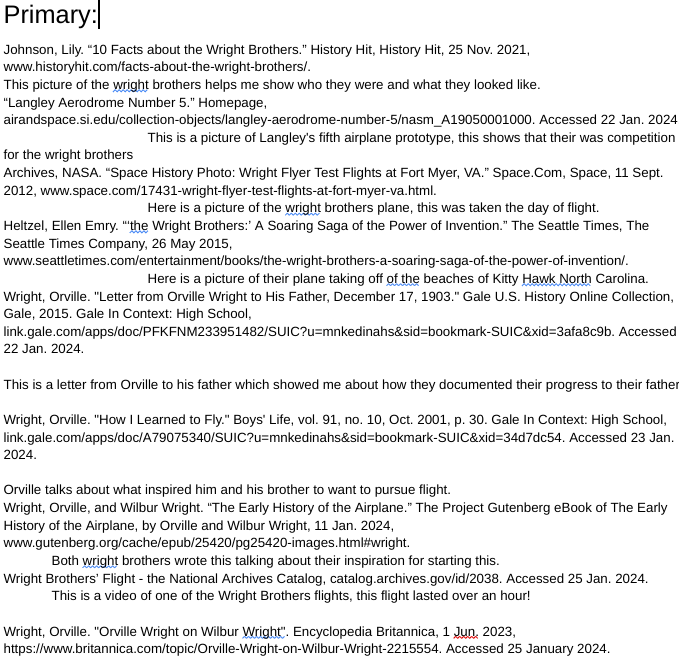 Primary:
Johnson, Lily. “10 Facts about the Wright Brothers.” History Hit, History Hit, 25 Nov. 2021,
www.historyhit.com/facts-about-the-wright-brothers/.
This picture of the wright brothers helps me show who they were and what they looked like.
“Langley Aerodrome Number 5.” Homepage,
airandspace.si.edu/collection-objects/langley-aerodrome-number-5/nasm_A19050001000. Accessed 22 Jan. 2024
This is a picture of Langley's fifth airplane prototype, this shows that their was competition
for the wright brothers
Archives, NASA. “Space History Photo: Wright Flyer Test Flights at Fort Myer, VA.” Space.Com, Space, 11 Sept.
2012, www.space.com/17431-wright-flyer-test-flights-at-fort-myer-va.html.
Here is a picture of the wright brothers plane, this was taken the day of flight.
Heltzel, Ellen Emry. “‘the Wright Brothers:’ A Soaring Saga of the Power of Invention.” The Seattle Times, The
Seattle Times Company, 26 May 2015,
www.seattletimes.com/entertainment/books/the-wright-brothers-a-soaring-saga-of-the-power-of-invention/.
Here is a picture of their plane taking off of the beaches of Kitty Hawk North Carolina.
Wright, Orville. "Letter from Orville Wright to His Father, December 17, 1903." Gale U.S. History Online Collection,
Gale, 2015. Gale In Context: High School,
link.gale.com/apps/doc/PFKFNM233951482/SUIC?u=mnkedinahs&sid=bookmark-SUIC&xid=3afa8c9b. Accessed
22 Jan. 2024.
This is a letter from Orville to his father which showed me about how they documented their progress to their father
Wright, Orville. "How I Learned to Fly." Boys' Life, vol. 91, no. 10, Oct. 2001, p. 30. Gale In Context: High School,
link.gale.com/apps/doc/A79075340/SUIC?u=mnkedinahs&sid=bookmark-SUIC&xid=34d7dc54. Accessed 23 Jan.
2024.
Orville talks about what inspired him and his brother to want to pursue flight.
Wright, Orville, and Wilbur Wright. “The Early History of the Airplane.” The Project Gutenberg eBook of The Early
History of the Airplane, by Orville and Wilbur Wright, 11 Jan. 2024,
www.gutenberg.org/cache/epub/25420/pg25420-images.html#wright.
Both wright brothers wrote this talking about their inspiration for starting this.
Wright Brothers’ Flight - the National Archives Catalog, catalog.archives.gov/id/2038. Accessed 25 Jan. 2024.
This is a video of one of the Wright Brothers flights, this flight lasted over an hour!
Wright, Orville. "Orville Wright on Wilbur Wright". Encyclopedia Britannica, 1 Jun. 2023,
https://www.britannica.com/topic/Orville-Wright-on-Wilbur-Wright-2215554. Accessed 25 January 2024.